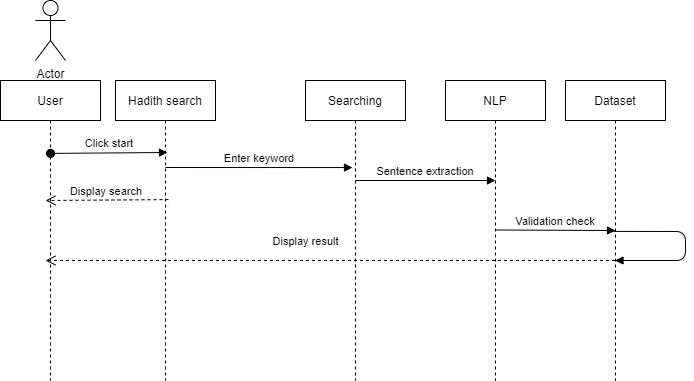 Actor
User
Hadith search
Searching
NLP
Dataset
Click start
Enter keyword
Sentence extraction
Display search
Validation check
Display result